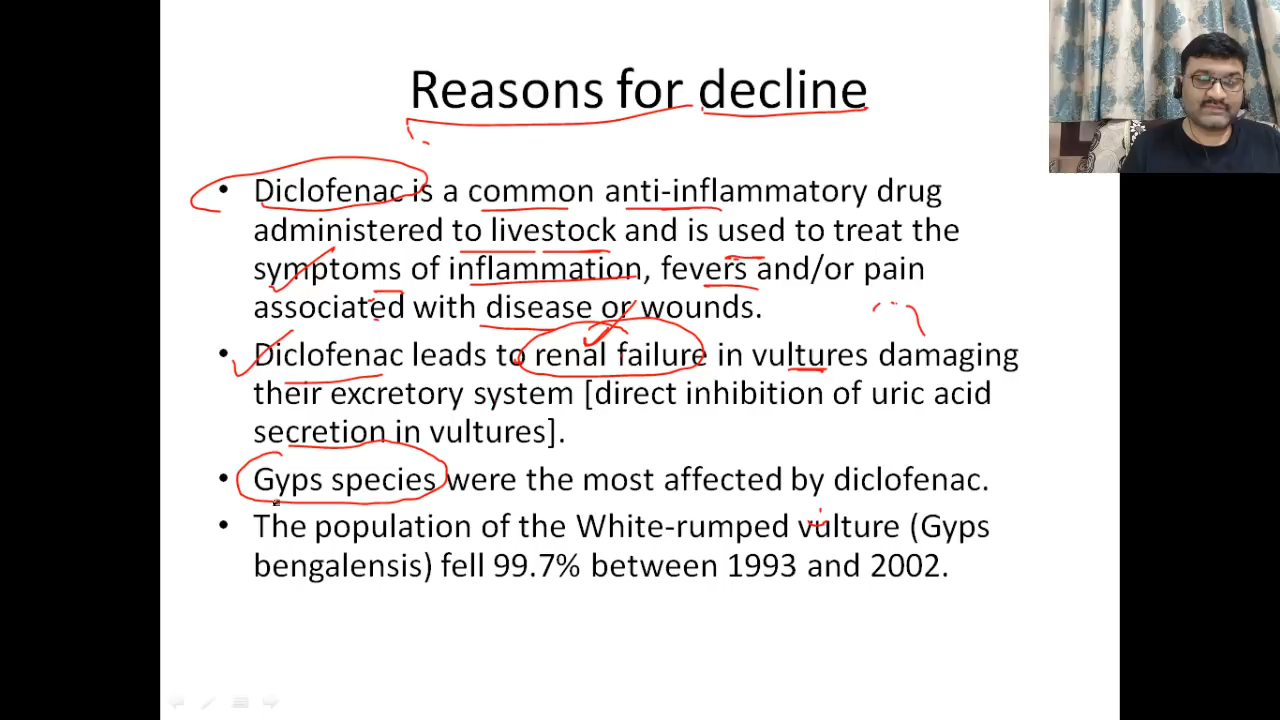 Reasons for decline
• Diclofenac is a common anti-inflammatory drug
administered to livestock and is used to treat the
symptoms of inflammation, fevers and/or pain
associated with disease or wounds.
• Diclofenac leads to renal failure in vultures damaging
their excretory system [direct inhibition of uric acid
secretion in vultures].
• Gyps species were the most affected by diclofenac.
• The population of the White-rumped vulture (Gyps
bengalensis) fell 99.7% between 1993 and 2002.